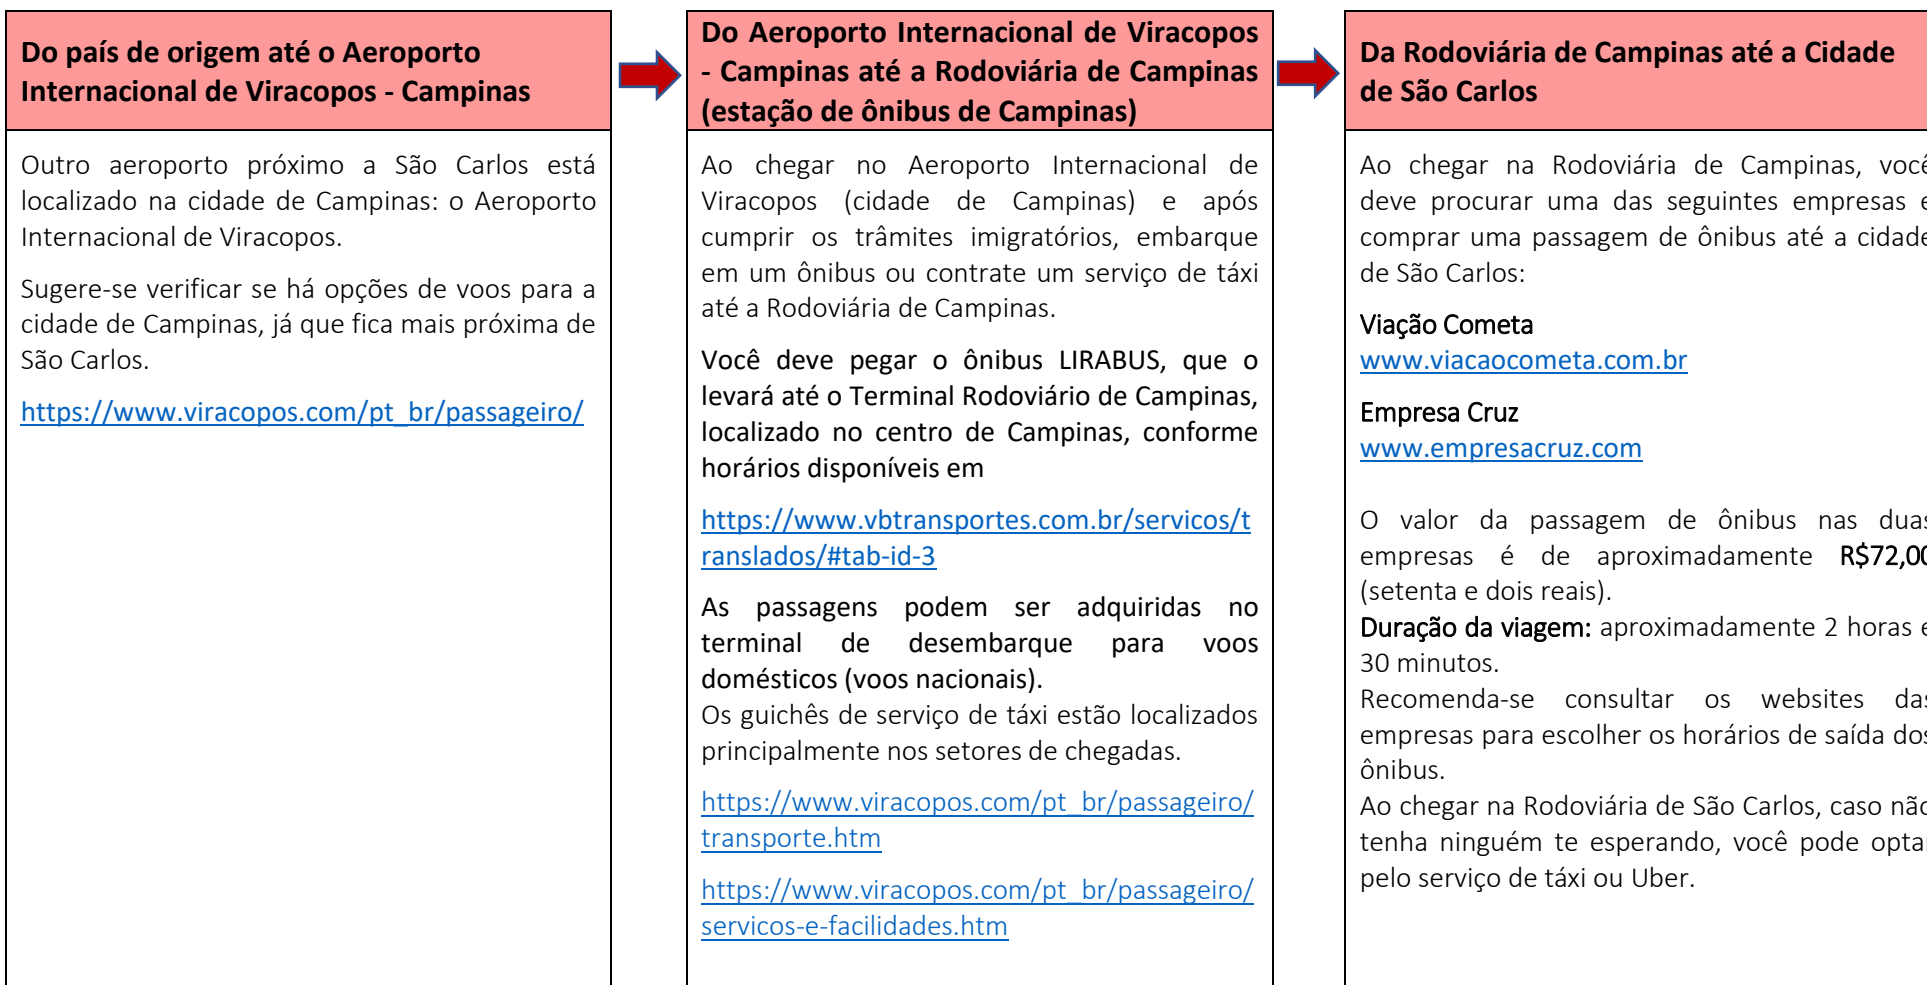 Do país de origem até o Aeroporto
Internacional de Viracopos - Campinas
Outro aeroporto próximo a São Carlos está
localizado na cidade de Campinas: o Aeroporto
Internacional de Viracopos.
Sugere-se verificar se há opções de voos para a
cidade de Campinas, já que fica mais próxima de
São Carlos.
https://www.viracopos.com/pt_br/passageiro/
Do Aeroporto Internacional de Viracopos
- Campinas até a Rodoviária de Campinas
(estação de ônibus de Campinas)
Ao chegar no Aeroporto Internacional de
Viracopos (cidade de Campinas) e após
cumprir os trâmites imigratórios, embarque
em um ônibus ou contrate um serviço de táxi
até a Rodoviária de Campinas.
Você deve pegar o ônibus LIRABUS, que o
levará até o Terminal Rodoviário de Campinas,
localizado no centro de Campinas, conforme
horários disponíveis em
https://www.vbtransportes.com.br/servicos/t
ranslados/#tab-id-3
As passagens podem ser adquiridas no
terminal de desembarque para voos
domésticos (voos nacionais).
Os guichês de serviço de táxi estão localizados
principalmente nos setores de chegadas.
https://www.viracopos.com/pt_br/passageiro/
transporte.htm
https://www.viracopos.com/pt_br/passageiro/
servicos-e-facilidades.htm
Da Rodoviária de Campinas até a Cidade
de São Carlos
Ao chegar na Rodoviária de Campinas, você
deve procurar uma das seguintes empresas e
comprar uma passagem de ônibus até a cidade
de São Carlos:
Viação Cometa
www.viacaocometa.com.br
Empresa Cruz
www.empresacruz.com
O valor da passagem de ônibus nas duas
empresas é de aproximadamente R$72,00
(setenta e dois reais).
Duração da viagem: aproximadamente 2 horas e
30 minutos.
Recomenda-se consultar os websites das
empresas para escolher os horários de saída dos
ônibus.
Ao chegar na Rodoviária de São Carlos, caso não
tenha ninguém te esperando, você pode optar
pelo serviço de táxi ou Uber.